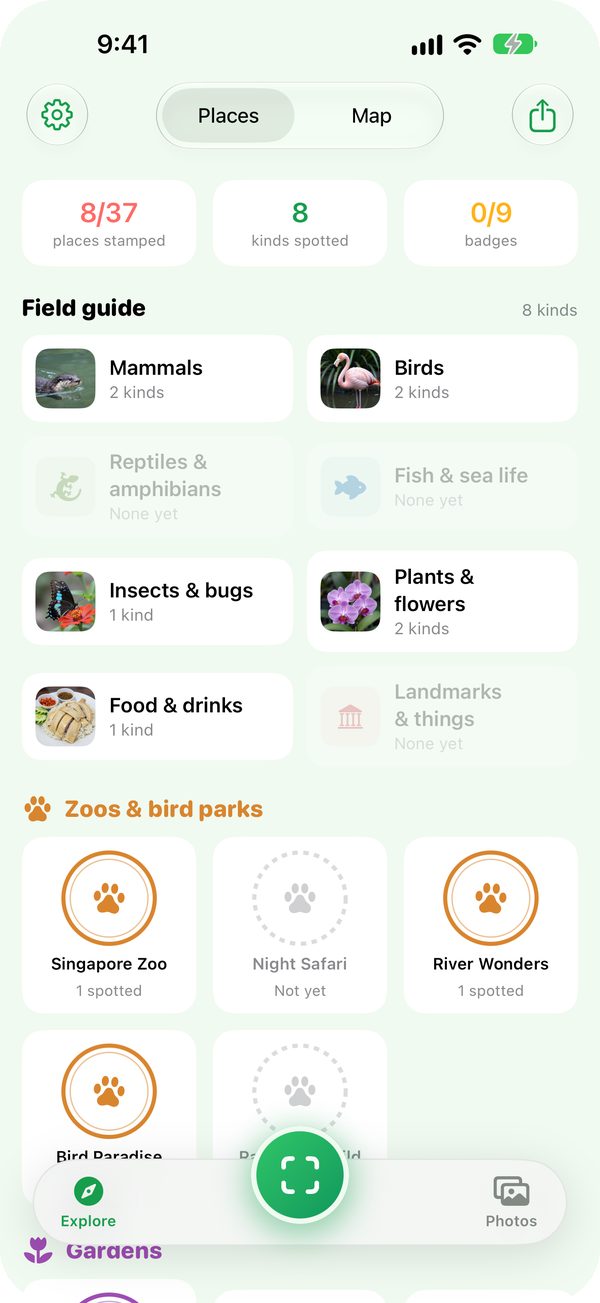 9:41
Places
Map
8/37
places stamped
8
kinds spotted
0/9
badges
Field guide
8 kinds
Mammals
2 kinds
Birds
2 kinds
Reptiles &
amphibians
None yet
Fish & sea life
None yet
Insects & bugs
1 kind
Plants &
flowers
2 kinds
Food & drinks
1 kind
Landmarks
& things
None yet
Zoos & bird parks
Singapore Zoo
1 spotted
Night Safari
Not yet
River Wonders
1 spotted
Bird Paradise
Explore
Photos
Gardens